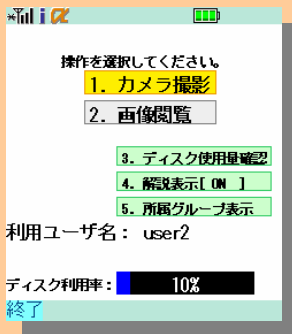 iα
操作を選択してください。
1. カメラ撮影
2. 画像閲覧
3. ディスク使用量確認
4. 解説表示[ ON ]
5. 所属グループ表示
利用ユーザ名： user2
ディスク利用率： 10%
終了